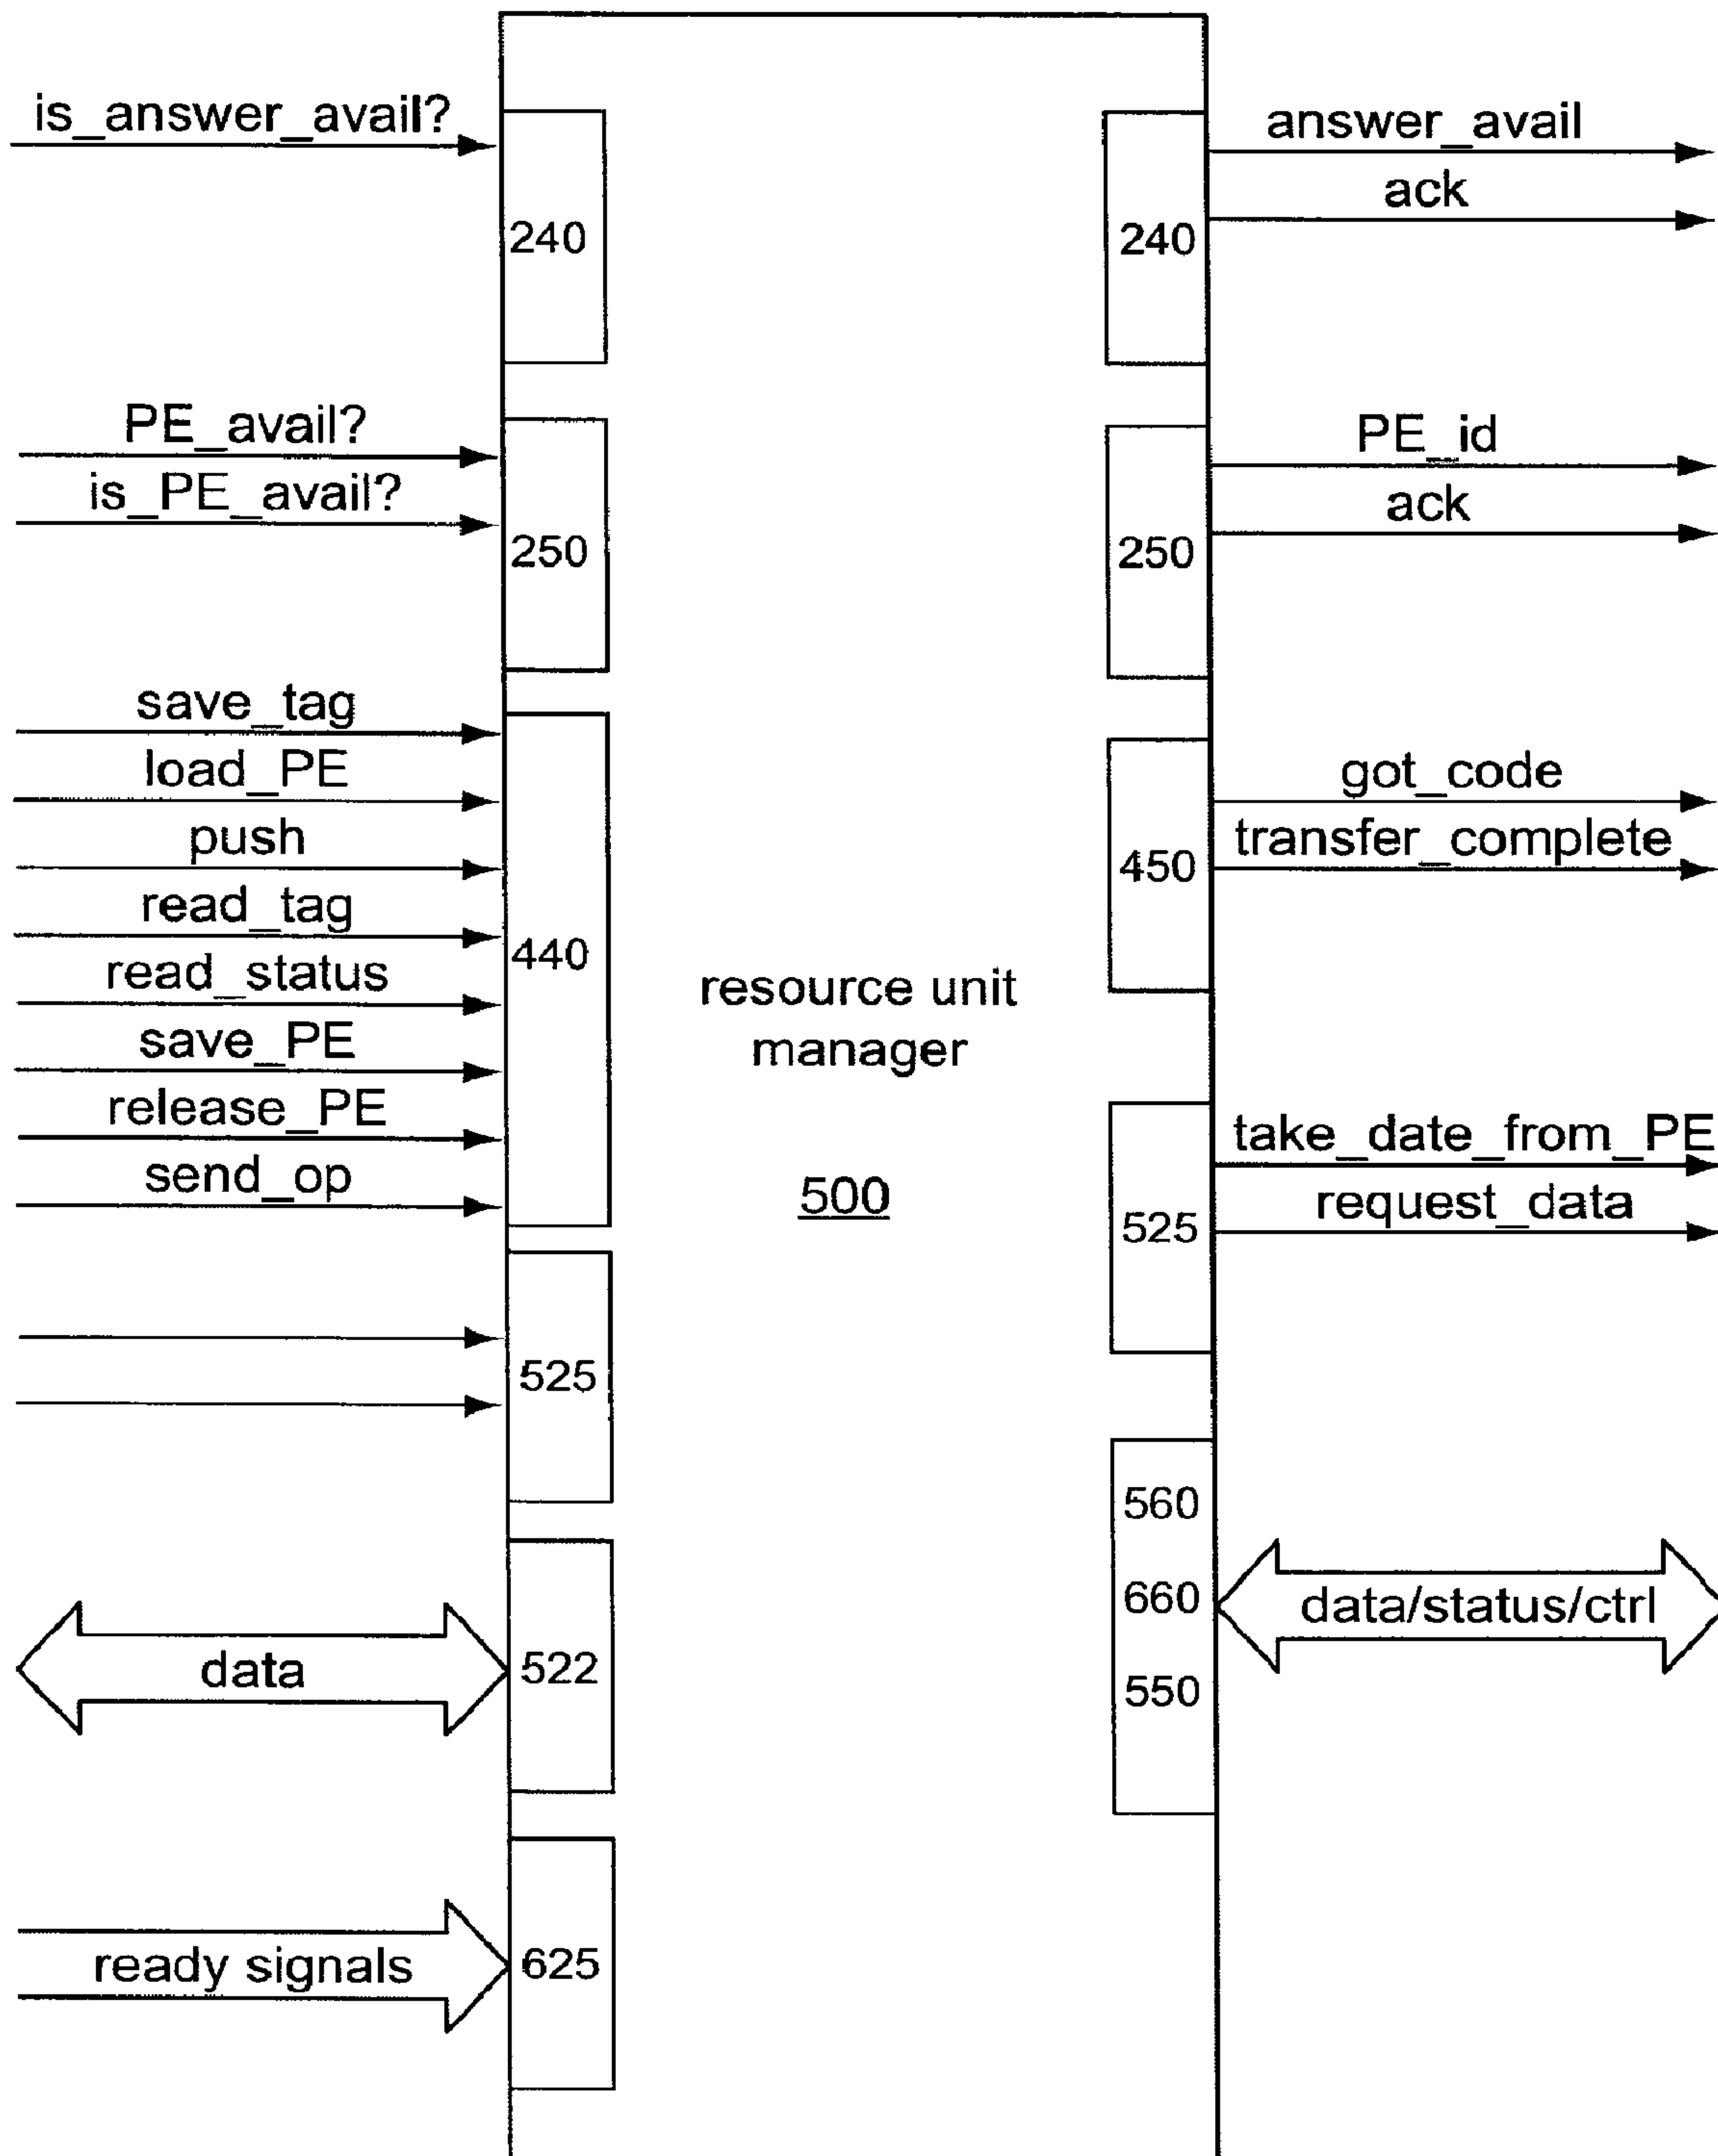 is_answer_avail?
240
PE_avail?
is_PE_avail?
250
save_tag
load_PE
push
read_tag
read_status
save_PE
release_PE
send_op
440
525
data
522
ready signals
625
resource unit
manager
500
240
answer_avail
ack
250
PE_id
ack
450
got_code
transfer_complete
525
take_date_from_PE
request_data
560
660
550
data/status/ctrl